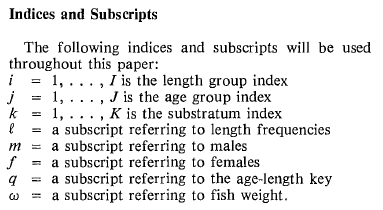 Indices and Subscripts
The following indices and subscripts will be used
throughout this paper:
i = 1, . . . , I is the length group index
j = 1, . . . , J is the age group index
k = 1, . . . , K is the substratum index
ℓ = a subscript referring to length frequencies
m = a subscript referring to males
f = a subscript referring to females
q = a subscript referring to the age-length key
ω = a subscript referring to fish weight.